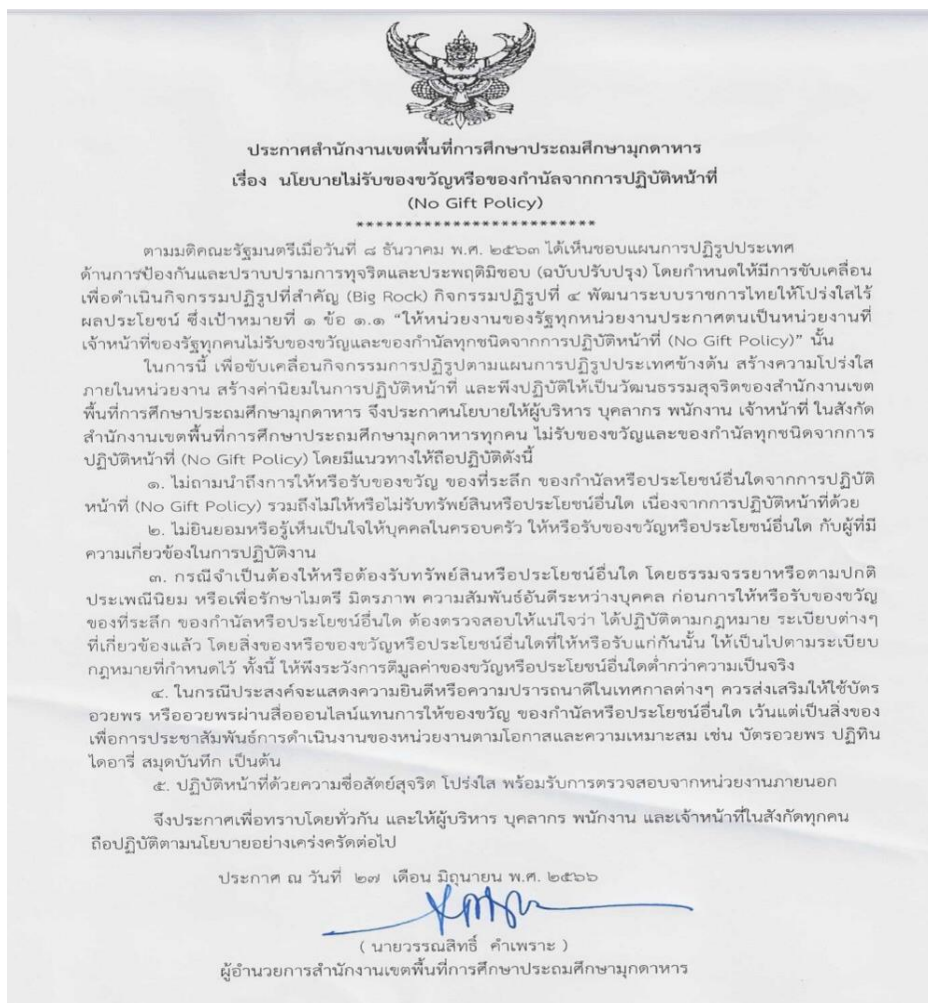 ประกาศสำนักงานเขตพื้นที่การศึกษาประถมศึกษามุกดาหาร
เรื่อง นโยบายไม่รับของขวัญหรือของกำนัลจากการปฏิบัติหน้าที่
(No Gift Policy)
*************************
ตามมติคณะรัฐมนตรีเมื่อวันที่ ๘ ธันวาคม พ.ศ. ๒๕๖๓ ได้เห็นชอบแผนการปฏิรูปประเทศ
ด้านการป้องกันและปราบปรามการทุจริตและประพฤติมิชอบ (ฉบับปรับปรุง) โดยกำหนดให้มีการขับเคลื่อน
เพื่อดำเนินกิจกรรมปฏิรูปที่สำคัญ (Big Rock) กิจกรรมปฏิรูปที่ ๔ พัฒนาระบบราชการไทยให้โปร่งใสไร้
ผลประโยชน์ ซึ่งเป้าหมายที่ ๑ ข้อ ๑.๑ “ให้หน่วยงานของรัฐทุกหน่วยงานประกาศตนเป็นหน่วยงานที่
เจ้าหน้าที่ของรัฐทุกคนไม่รับของขวัญและของกำนัลทุกชนิดจากการปฏิบัติหน้าที่ (No Gift Policy)” นั้น
ในการนี้ เพื่อขับเคลื่อนกิจกรรมการปฏิรูปตามแผนการปฏิรูปประเทศข้างต้น สร้างความโปร่งใส
ภายในหน่วยงาน สร้างค่านิยมในการปฏิบัติหน้าที่ และพึงปฏิบัติให้เป็นวัฒนธรรมสุจริตของสำนักงานเขต
พื้นที่การศึกษาประถมศึกษามุกดาหาร จึงประกาศนโยบายให้ผู้บริหาร บุคลากร พนักงาน เจ้าหน้าที่ ในสังกัด
สำนักงานเขตพื้นที่การศึกษาประถมศึกษามุกดาหารทุกคน ไม่รับของขวัญและของกำนัลทุกชนิดจากการ
ปฏิบัติหน้าที่ (No Gift Policy) โดยมีแนวทางให้ถือปฏิบัติดังนี้
๑. ไม่ถามนำถึงการให้หรือรับของขวัญ ของที่ระลึก ของกำนัลหรือประโยชน์อื่นใดจากการปฏิบัติ
หน้าที่ (No Gift Policy) รวมถึงไม่ให้หรือไม่รับทรัพย์สินหรือประโยชน์อื่นใด เนื่องจากการปฏิบัติหน้าที่ด้วย
๒. ไม่ยินยอมหรือรู้เห็นเป็นใจให้บุคคลในครอบครัว ให้หรือรับของขวัญหรือประโยชน์อื่นใด กับผู้ที่มี
ความเกี่ยวข้องในการปฏิบัติงาน
๓. กรณีจำเป็นต้องให้หรือต้องรับทรัพย์สินหรือประโยชน์อื่นใด โดยธรรมจรรยาหรือตามปกติ
ประเพณีนิยม หรือเพื่อรักษาไมตรี มิตรภาพ ความสัมพันธ์อันดีระหว่างบุคคล ก่อนการให้หรือรับของขวัญ
ของที่ระลึก ของกำนัลหรือประโยชน์อื่นใด ต้องตรวจสอบให้แน่ใจว่า ได้ปฏิบัติตามกฎหมาย ระเบียบต่างๆ
ที่เกี่ยวข้องแล้ว โดยสิ่งของหรือของขวัญหรือประโยชน์อื่นใดที่ให้หรือรับแก่กันนั้น ให้เป็นไปตามระเบียบ
กฎหมายที่กำหนดไว้ ทั้งนี้ ให้พึงระวังการตีมูลค่าของขวัญหรือประโยชน์อื่นใดต่ำกว่าความเป็นจริง
๔. ในกรณีประสงค์จะแสดงความยินดีหรือความปรารถนาดีในเทศกาลต่างๆ ควรส่งเสริมให้ใช้บัตร
อวยพร หรืออวยพรผ่านสื่อออนไลน์แทนการให้ของขวัญ ของกำนัลหรือประโยชน์อื่นใด เว้นแต่เป็นสิ่งของ
เพื่อการประชาสัมพันธ์การดำเนินงานของหน่วยงานตามโอกาสและความเหมาะสม เช่น บัตรอวยพร ปฏิทิน
ไดอารี่ สมุดบันทึก เป็นต้น
๕. ปฏิบัติหน้าที่ด้วยความซื่อสัตย์สุจริต โปร่งใส พร้อมรับการตรวจสอบจากหน่วยงานภายนอก
จึงประกาศเพื่อทราบโดยทั่วกัน และให้ผู้บริหาร บุคลากร พนักงาน และเจ้าหน้าที่ในสังกัดทุกคน
ถือปฏิบัติตามนโยบายอย่างเคร่งครัดต่อไป
ประกาศ ณ วันที่ ๒๗ เดือน มิถุนายน พ.ศ. ๒๕๖๖
( นายวรรณสิทธิ์ คำเพราะ )
ผู้อำนวยการสำนักงานเขตพื้นที่การศึกษาประถมศึกษามุกดาหาร